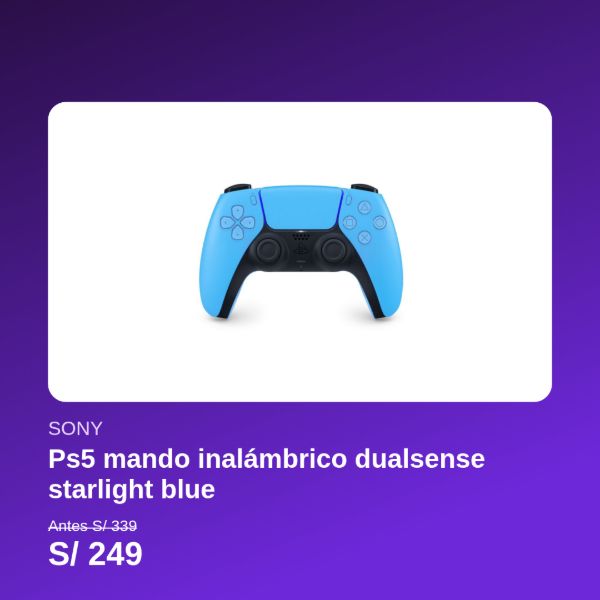 SONY
Ps5 mando inalámbrico dualsense
starlight blue
Antes S/ 339
S/ 249